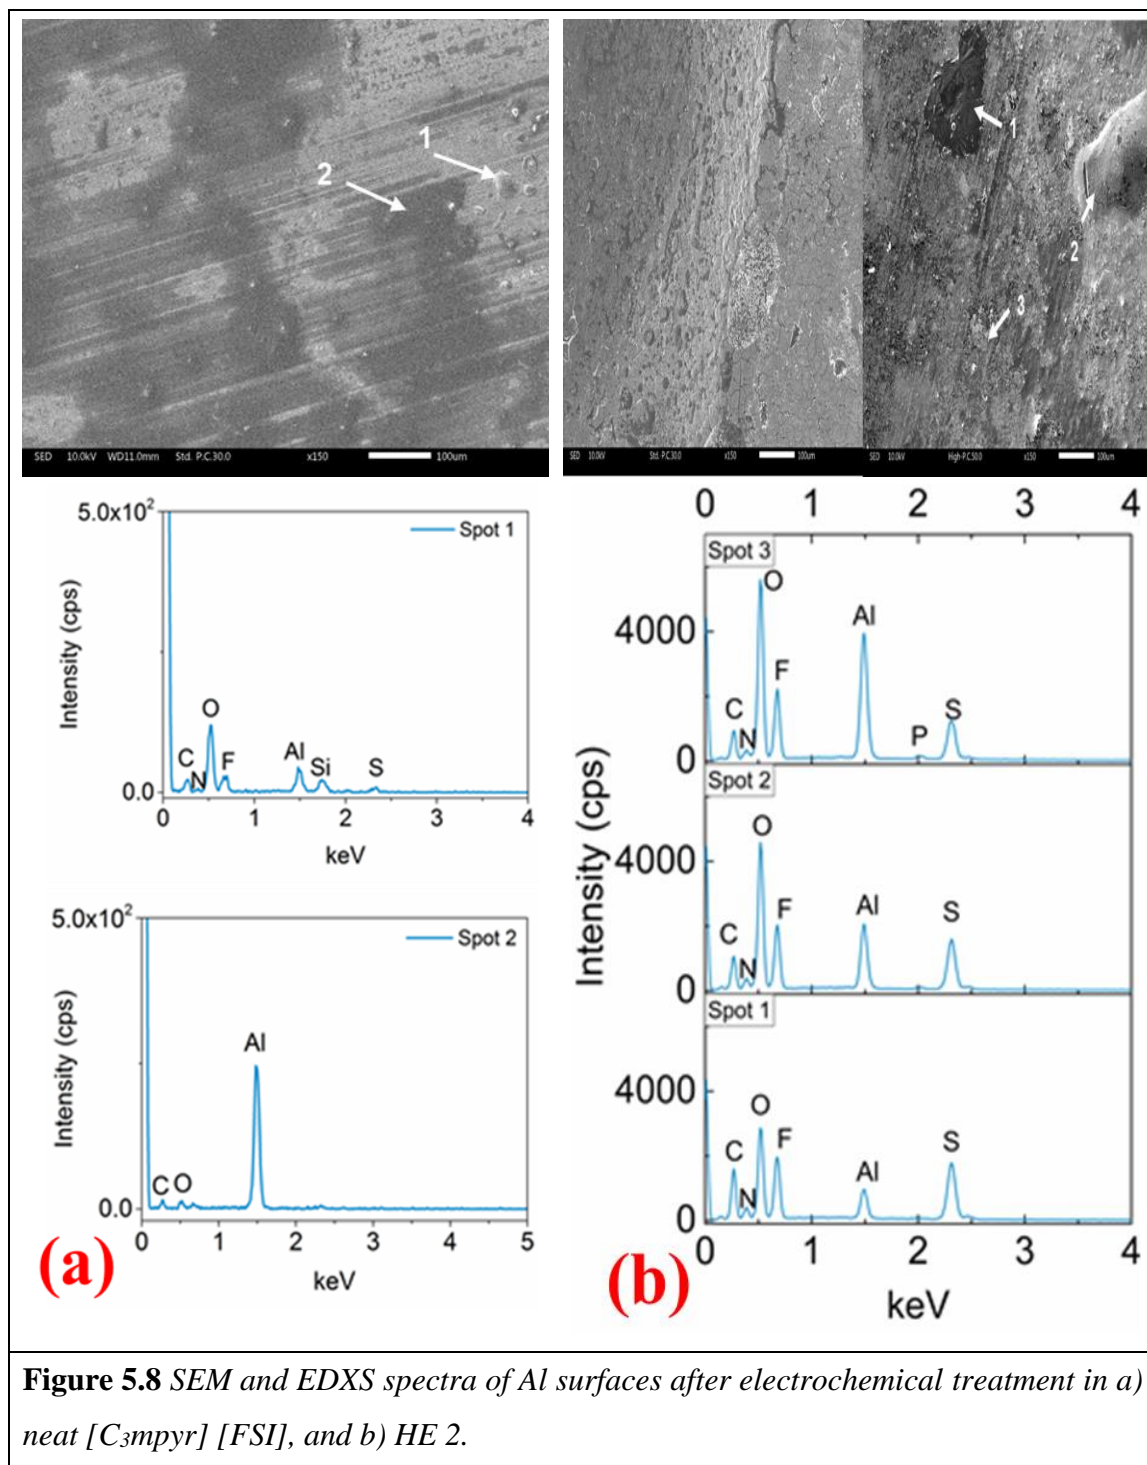 1
2
SED 10.0kV WD11.0mm Std. P.C.30.0 x150 100um
1
2
3
SED 10.0kV Std. P.C.30.0 x150 100um
SED 10.0kV High-P.C.50.0 x150 100um
5.0x10²
Spot 1
Intensity (cps)
C
N
O
F
Al
Si
S
0.0
0 1 2 3 4
keV
5.0x10²
Spot 2
Intensity (cps)
Al
C O
0.0
0 1 2 3 4 5
keV
(a)
0 1 2 3 4
Spot 3
O
Al
4000
F
C
N
P
S
0
Spot 2
O
4000
F
Al
S
C
N
0
Intensity (cps)
Spot 1
4000
O
F
C
N
Al
S
0
0 1 2 3 4
keV
(b)
Figure 5.8 SEM and EDXS spectra of Al surfaces after electrochemical treatment in a)
neat [C₃mpyr] [FSI], and b) HE 2.